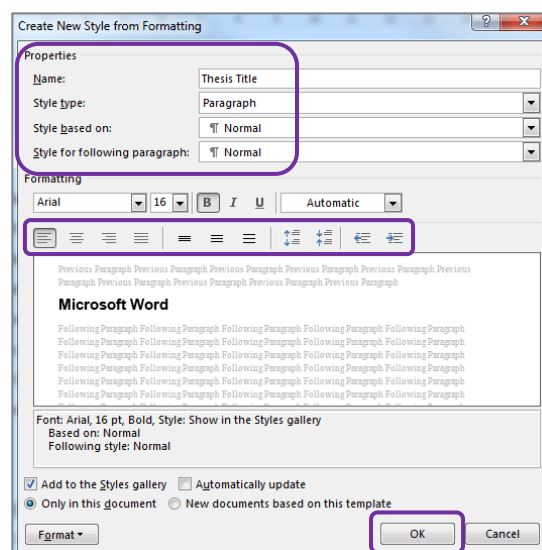 Create New Style from Formatting
Properties
Name: Thesis Title
Style type: Paragraph
Style based on: ¶ Normal
Style for following paragraph: ¶ Normal
Formatting
Arial 16 B I U Automatic
Previous Paragraph Previous Paragraph Previous Paragraph Previous Paragraph Previous Paragraph Previous
Paragraph Previous Paragraph Previous Paragraph Previous Paragraph Previous Paragraph
Microsoft Word
Following Paragraph Following Paragraph Following Paragraph Following Paragraph Following Paragraph
Following Paragraph Following Paragraph Following Paragraph Following Paragraph Following Paragraph
Following Paragraph Following Paragraph Following Paragraph Following Paragraph Following Paragraph
Following Paragraph Following Paragraph Following Paragraph Following Paragraph Following Paragraph
Following Paragraph Following Paragraph Following Paragraph Following Paragraph Following Paragraph
Following Paragraph Following Paragraph Following Paragraph Following Paragraph Following Paragraph
Font: Arial, 16 pt, Bold, Style: Show in the Styles gallery
Based on: Normal
Following style: Normal
Add to the Styles gallery Automatically update
Only in this document New documents based on this template
Format OK Cancel